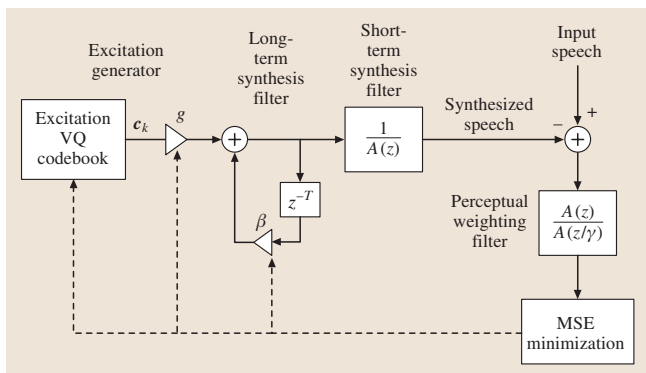 Excitation
generator
Long-
term
synthesis
filter
Short-
term
synthesis
filter
Input
speech
Excitation
VQ
codebook
c_k
g
+
1
A(z)
Synthesized
speech
−
+
+
z^{−T}
β
Perceptual
weighting
filter
A(z)
A(z/γ)
MSE
minimization